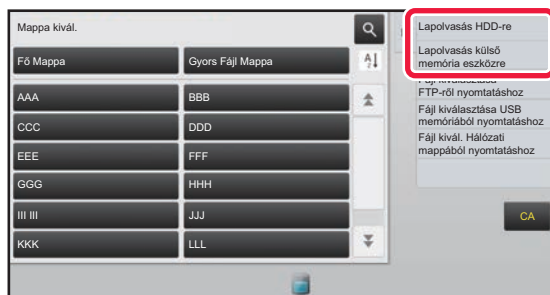 Mappa kivál.
Fő Mappa
Gyors Fájl Mappa
AAA
BBB
CCC
DDD
EEE
FFF
GGG
HHH
III III
JJJ
KKK
LLL
Lapolvasás HDD-re
Lapolvasás külső
memória eszközre
Fájl kiválasztása
FTP-ről nyomtatáshoz
Fájl kiválasztása USB
memóriából nyomtatáshoz
Fájl kivál. Hálózati
mappából nyomtatáshoz
CA